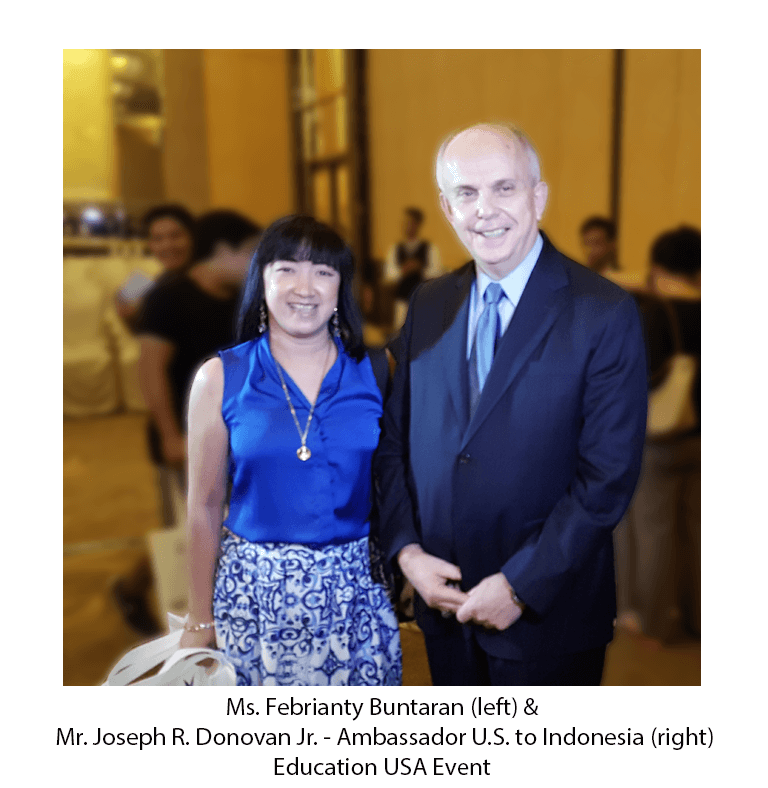 Ms. Febrianty Buntaran (left) &
Mr. Joseph R. Donovan Jr. - Ambassador U.S. to Indonesia (right)
Education USA Event